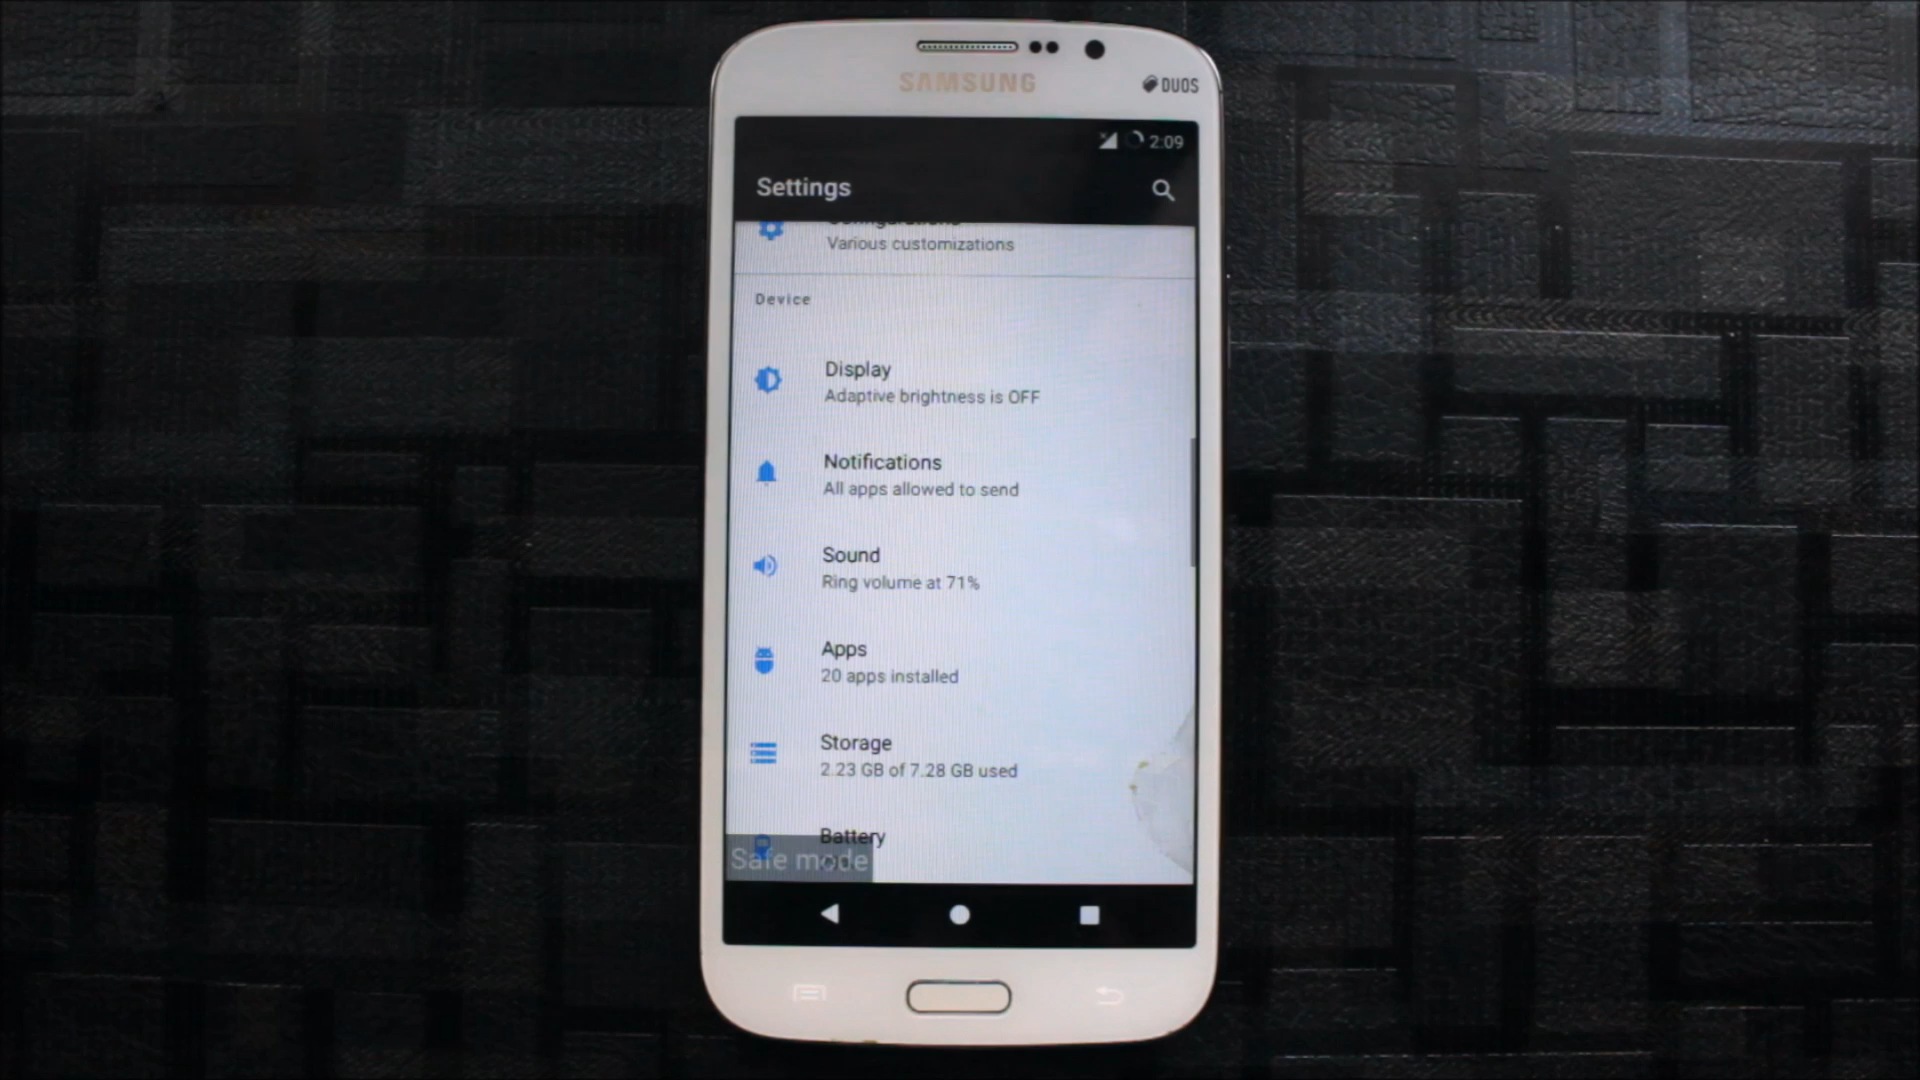 SAMSUNG
DUOS
2:09
Settings
Configurations
Various customizations
Device
Display
Adaptive brightness is OFF
Notifications
All apps allowed to send
Sound
Ring volume at 71%
Apps
20 apps installed
Storage
2.23 GB of 7.28 GB used
Battery
Safe mode